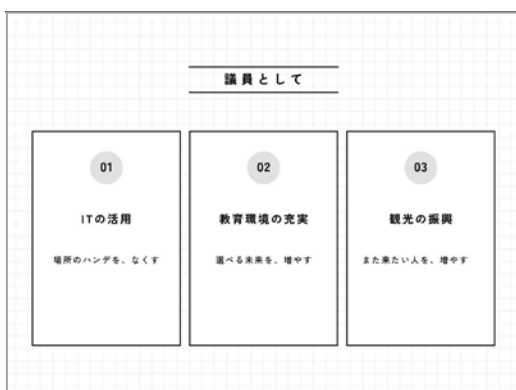 議員として
01
ITの活用
場所のハンデを、なくす
02
教育環境の充実
選べる未来を、増やす
03
観光の振興
また来たい人を、増やす